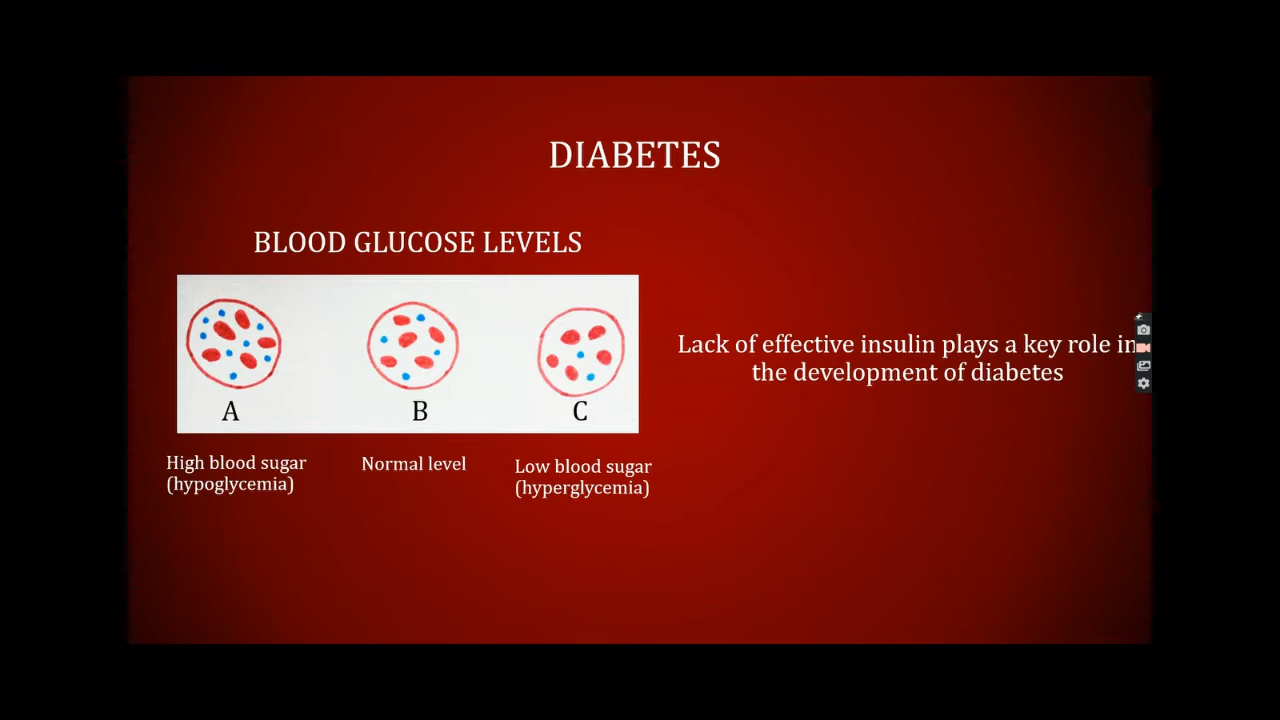 DIABETES
BLOOD GLUCOSE LEVELS
A
B
C
High blood sugar
(hypoglycemia)
Normal level
Low blood sugar
(hyperglycemia)
Lack of effective insulin plays a key role in
the development of diabetes